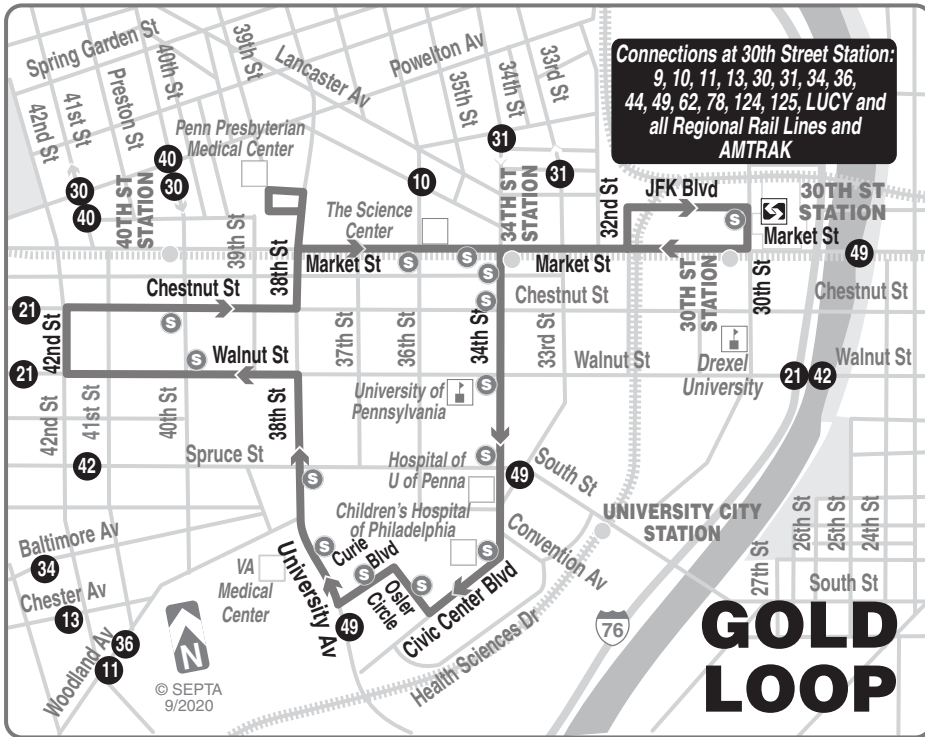 Spring Garden St
42nd St
41st St
Preston St
40th St
39th St
Lancaster Av
Powelton Av
35th St
34th St
33rd St
Connections at 30th Street Station:
9, 10, 11, 13, 30, 31, 34, 36,
44, 49, 62, 78, 124, 125, LUCY and
all Regional Rail Lines and
AMTRAK
Penn Presbyterian
Medical Center
40
30
30
40
40TH ST
STATION
39th St
38th St
10
The Science
Center
31
31
34TH ST
STATION
32nd St
JFK Blvd
S
30TH ST
STATION
Market St
49
Market St
S
S
S
Market St
30TH ST
STATION
30th St
Chestnut St
Chestnut St
Chestnut St
21
42nd St
S
S
37th St
36th St
34th St
33rd St
Walnut St
Walnut St
Walnut St
Drexel
University
21
S
21
42
42nd St
41st St
40th St
38th St
University of
Pennsylvania
S
Spruce St
42
S
Hospital of
U of Penna
S
49
South St
Children's Hospital
of Philadelphia
S
Convention Av
UNIVERSITY CITY
STATION
27th St
26th St
25th St
24th St
South St
Baltimore Av
34
Chester Av
13
Woodland Av
36
11
VA
Medical
Center
University Av
S
Curie
Blvd
S
Osler
Circle
S
49
Civic Center Blvd
Health Sciences Dr
76
N
© SEPTA
9/2020
GOLD
LOOP